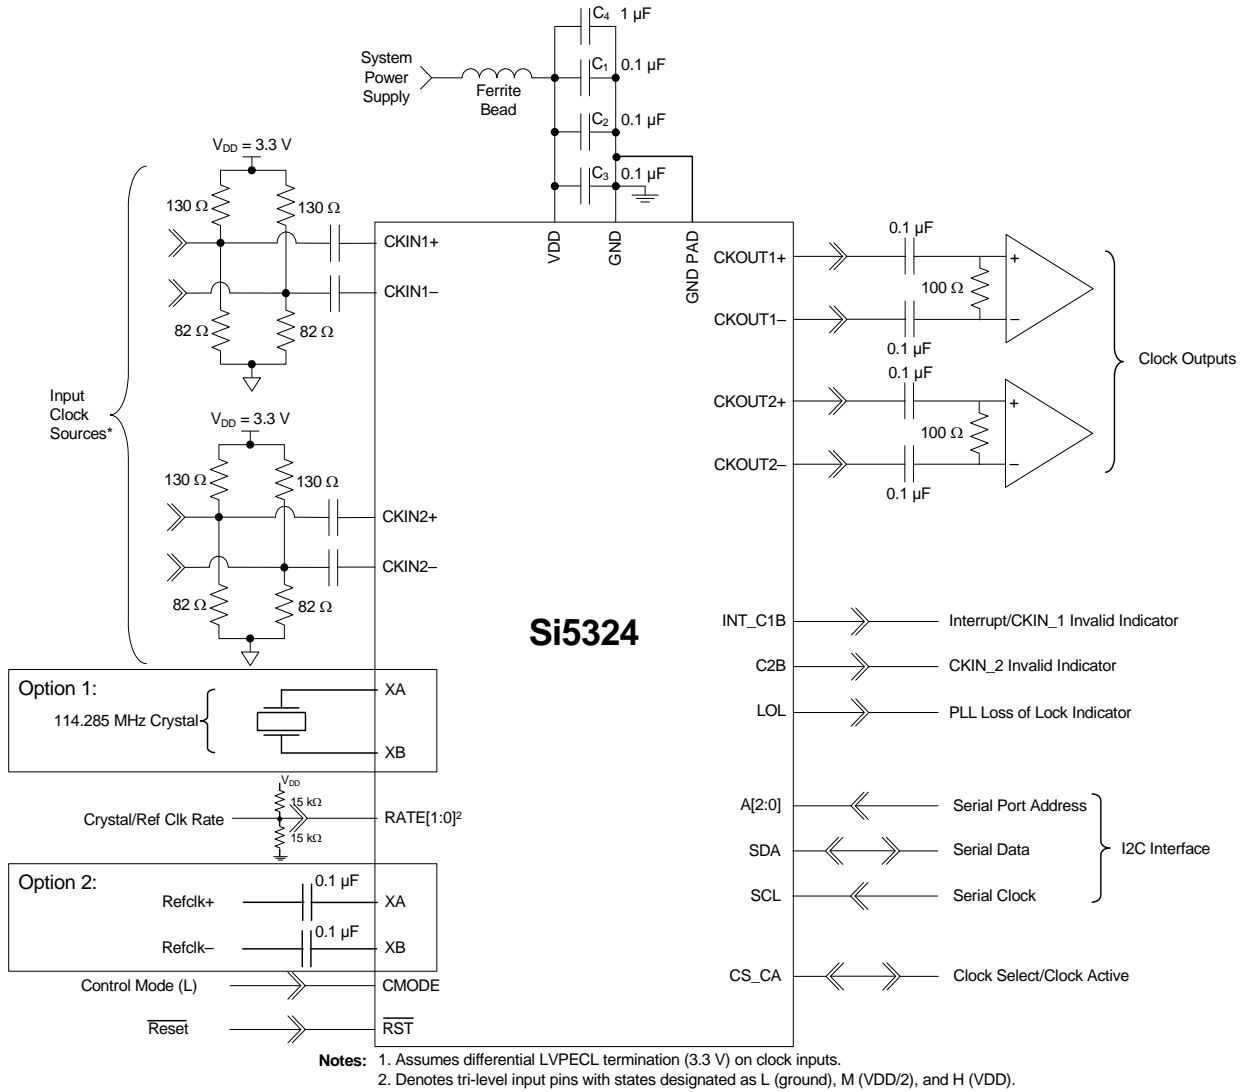 C4 1 µF
System
Power
Supply
Ferrite
Bead
C1 0.1 µF
C2 0.1 µF
C3 0.1 µF
VDD = 3.3 V
130 Ω
130 Ω
82 Ω
82 Ω
CKIN1+
CKIN1–
VDD
GND
GND PAD
CKOUT1+
CKOUT1–
0.1 µF
100 Ω
+
–
0.1 µF
0.1 µF
CKOUT2+
CKOUT2–
100 Ω
+
–
0.1 µF
Clock Outputs
Input
Clock
Sources*
VDD = 3.3 V
130 Ω
130 Ω
82 Ω
82 Ω
CKIN2+
CKIN2–
Si5324
INT_C1B
Interrupt/CKIN_1 Invalid Indicator
C2B
CKIN_2 Invalid Indicator
LOL
PLL Loss of Lock Indicator
Option 1:
114.285 MHz Crystal
XA
XB
VDD
15 kΩ
15 kΩ
Crystal/Ref Clk Rate
RATE[1:0]²
A[2:0]
Serial Port Address
SDA
Serial Data
SCL
Serial Clock
I2C Interface
Option 2:
Refclk+
0.1 µF
XA
Refclk–
0.1 µF
XB
CS_CA
Clock Select/Clock Active
Control Mode (L)
CMODE
Reset
RST
Notes: 1. Assumes differential LVPECL termination (3.3 V) on clock inputs.
2. Denotes tri-level input pins with states designated as L (ground), M (VDD/2), and H (VDD).